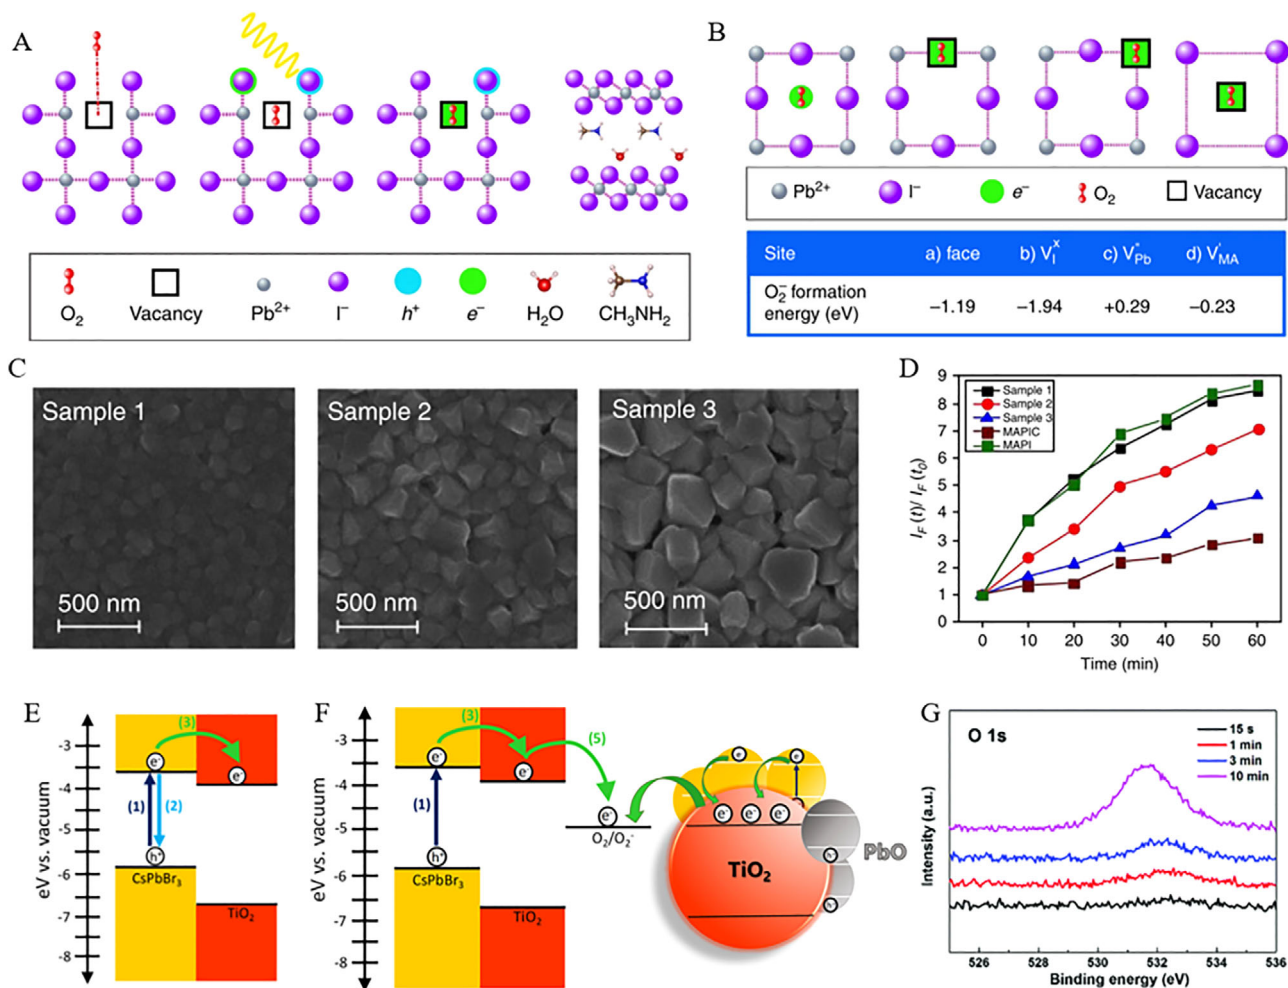 A
O2
Vacancy
Pb2+
I−
h+
e−
H2O
CH3NH2
B
Pb2+
I−
e−
O2
Vacancy
Site
a) face
b) VIX
c) V″Pb
d) V′MA
O2− formation
energy (eV)
−1.19
−1.94
+0.29
−0.23
C
Sample 1
500 nm
Sample 2
500 nm
Sample 3
500 nm
D
IF (t)/ IF (t0)
9
8
7
6
5
4
3
2
1
0
Sample 1
Sample 2
Sample 3
MAPIC
MAPI
0 10 20 30 40 50 60
Time (min)
E
eV vs. vacuum
-3
-4
-5
-6
-7
-8
(3)
e-
e-
(1)
(2)
h+
CsPbBr3
TiO2
F
eV vs. vacuum
-3
-4
-5
-6
-7
-8
(3)
(5)
e-
e-
(1)
e-
O2/O2-
h+
CsPbBr3
TiO2
e-
e-
e-
e-
TiO2
PbO
G
O 1s
15 s
1 min
3 min
10 min
Intensity (a.u.)
526 528 530 532 534 536
Binding energy (eV)